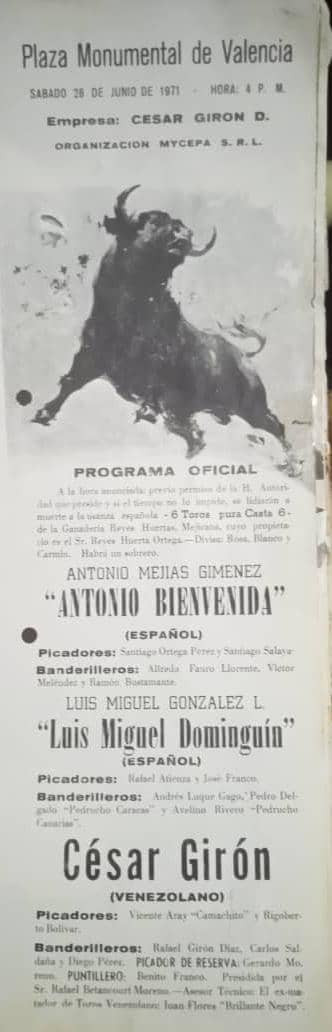 Plaza Monumental de Valencia
SABADO 26 DE JUNIO DE 1971 - HORA: 4 P. M.
Empresa: CESAR GIRON D.
ORGANIZACION MYCEPA S. R. L.
PROGRAMA OFICIAL
A la hora anunciada: previo permiso de la H. Autori-
dad que preside y si el tiempo no lo impide, se lidiarán a
muerte a la usanza española - 6 Toros pura Casta 6 -
de la Ganadería Reyes Huertas, Mejicana, cuyo propieta-
rio es el Sr. Reyes Huerta Ortega.—Divisa: Rosa, Blanco y
Carmín. Habrá un sobrero.
ANTONIO MEJIAS GIMENEZ
"ANTONIO BIENVENIDA"
(ESPAÑOL)
Picadores: Santiago Ortega Pérez y Santiago Salaya
Banderilleros: Alfredo Fauro Llorente, Víctor
Meléndez y Ramón Bustamante.
LUIS MIGUEL GONZALEZ L.
"Luis Miguel Dominguín"
(ESPAÑOL)
Picadores: Rafael Atienza y José Franco.
Banderilleros: Andrés Luque Gago, Pedro Del-
gado "Pedrucho Caracas" y Avelino Rivero "Pedrucho
Canarias".
César Girón
(VENEZOLANO)
Picadores: Vicente Aray "Camachito" y Rigober-
to Bolívar.
Banderilleros: Rafael Girón Díaz, Carlos Sal-
daña y Diego Pérez. PICADOR DE RESERVA: Gerardo Mo-
reno. PUNTILLERO: Benito Franco. Presidida por el
Sr. Rafael Betancourt Moreno.—Asesor Técnico: El ex-ma-
tador de Toros Venezolano: Juan Flores "Brillante Negro".